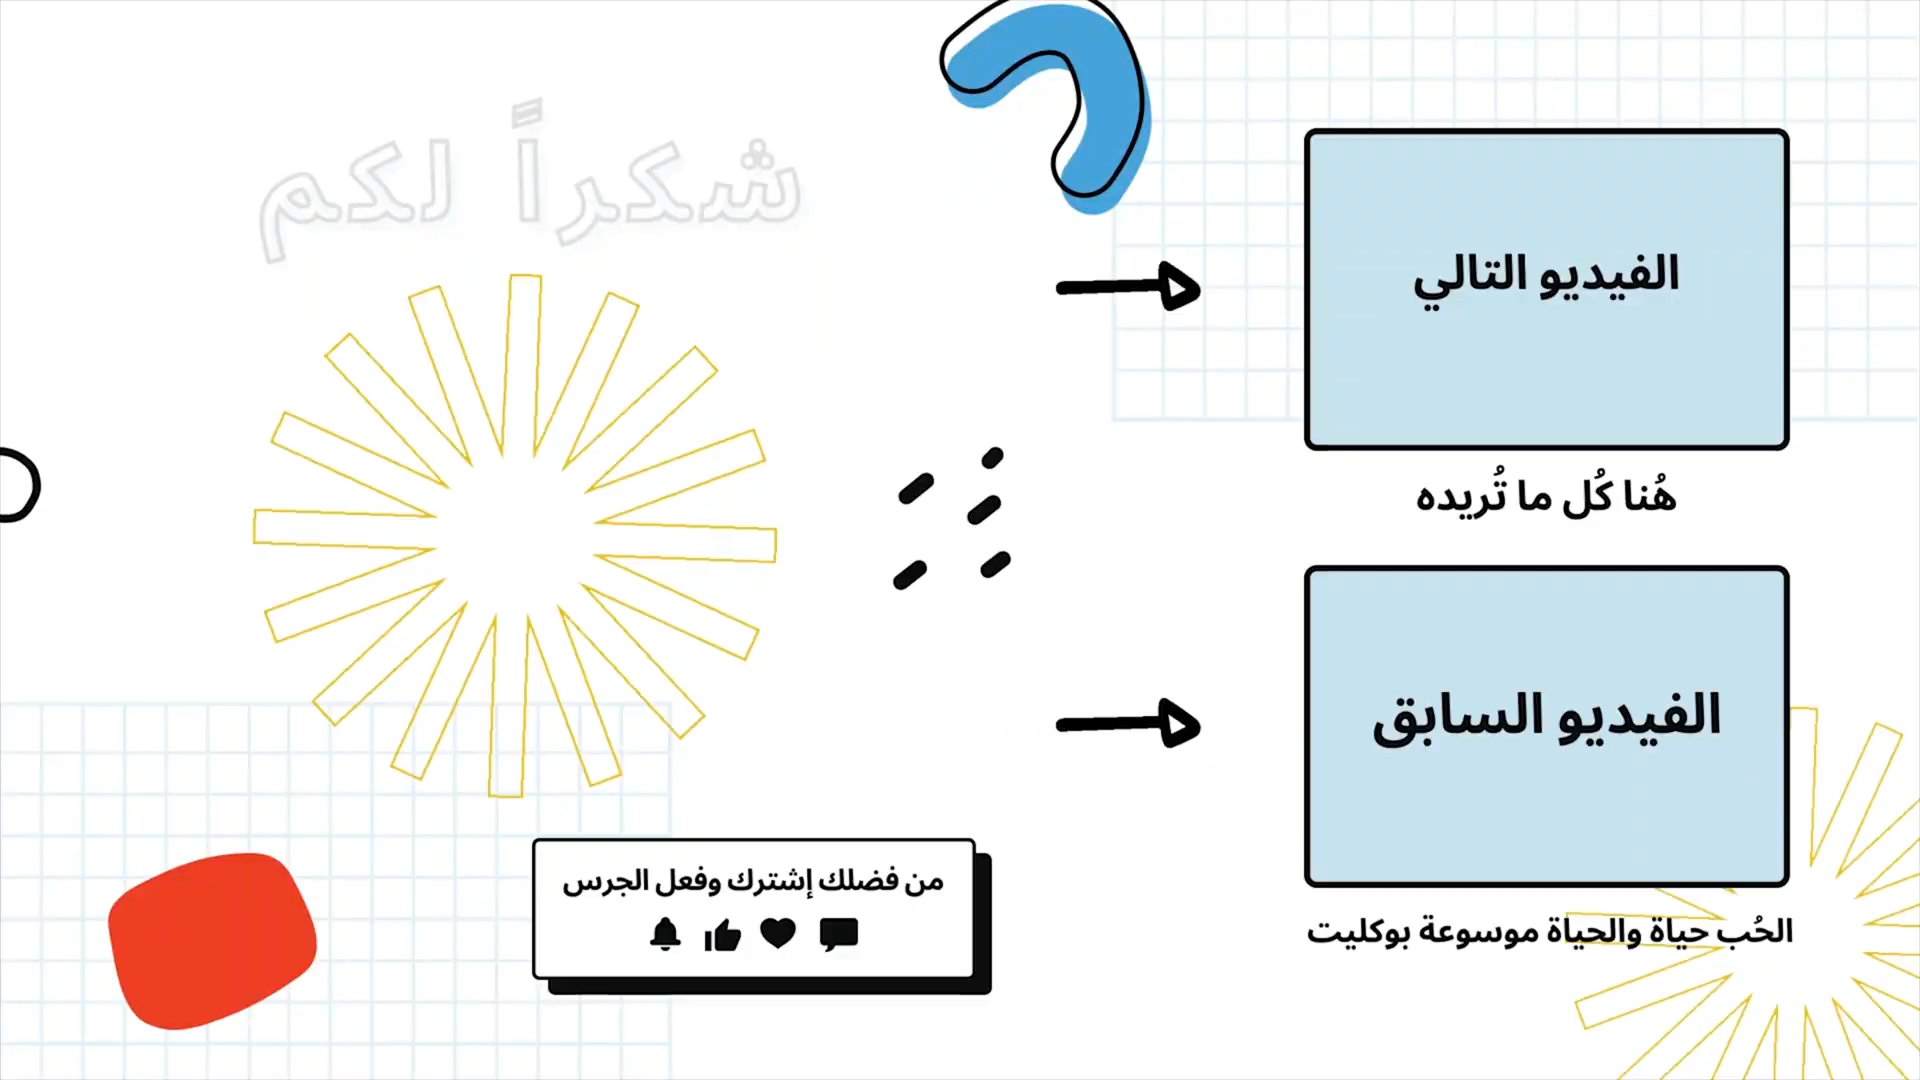 شكراً لكم
الفيديو التالي
هُنا كُل ما تُريده
الفيديو السابق
الحُب حياة والحياة موسوعة بوكليت
من فضلك إشترك وفعل الجرس